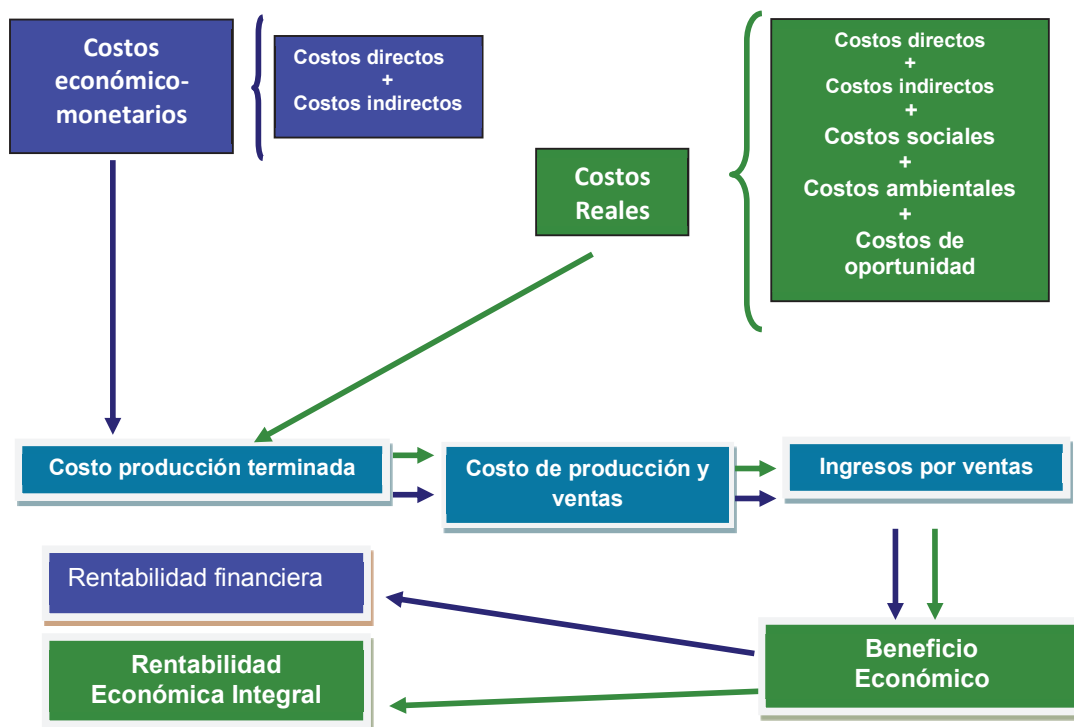 Costos
económico-
monetarios
Costos directos
+
Costos indirectos
Costos
Reales
Costos directos
+
Costos indirectos
+
Costos sociales
+
Costos ambientales
+
Costos de
oportunidad
Costo producción terminada
Costo de producción y
ventas
Ingresos por ventas
Rentabilidad financiera
Rentabilidad
Económica Integral
Beneficio
Económico